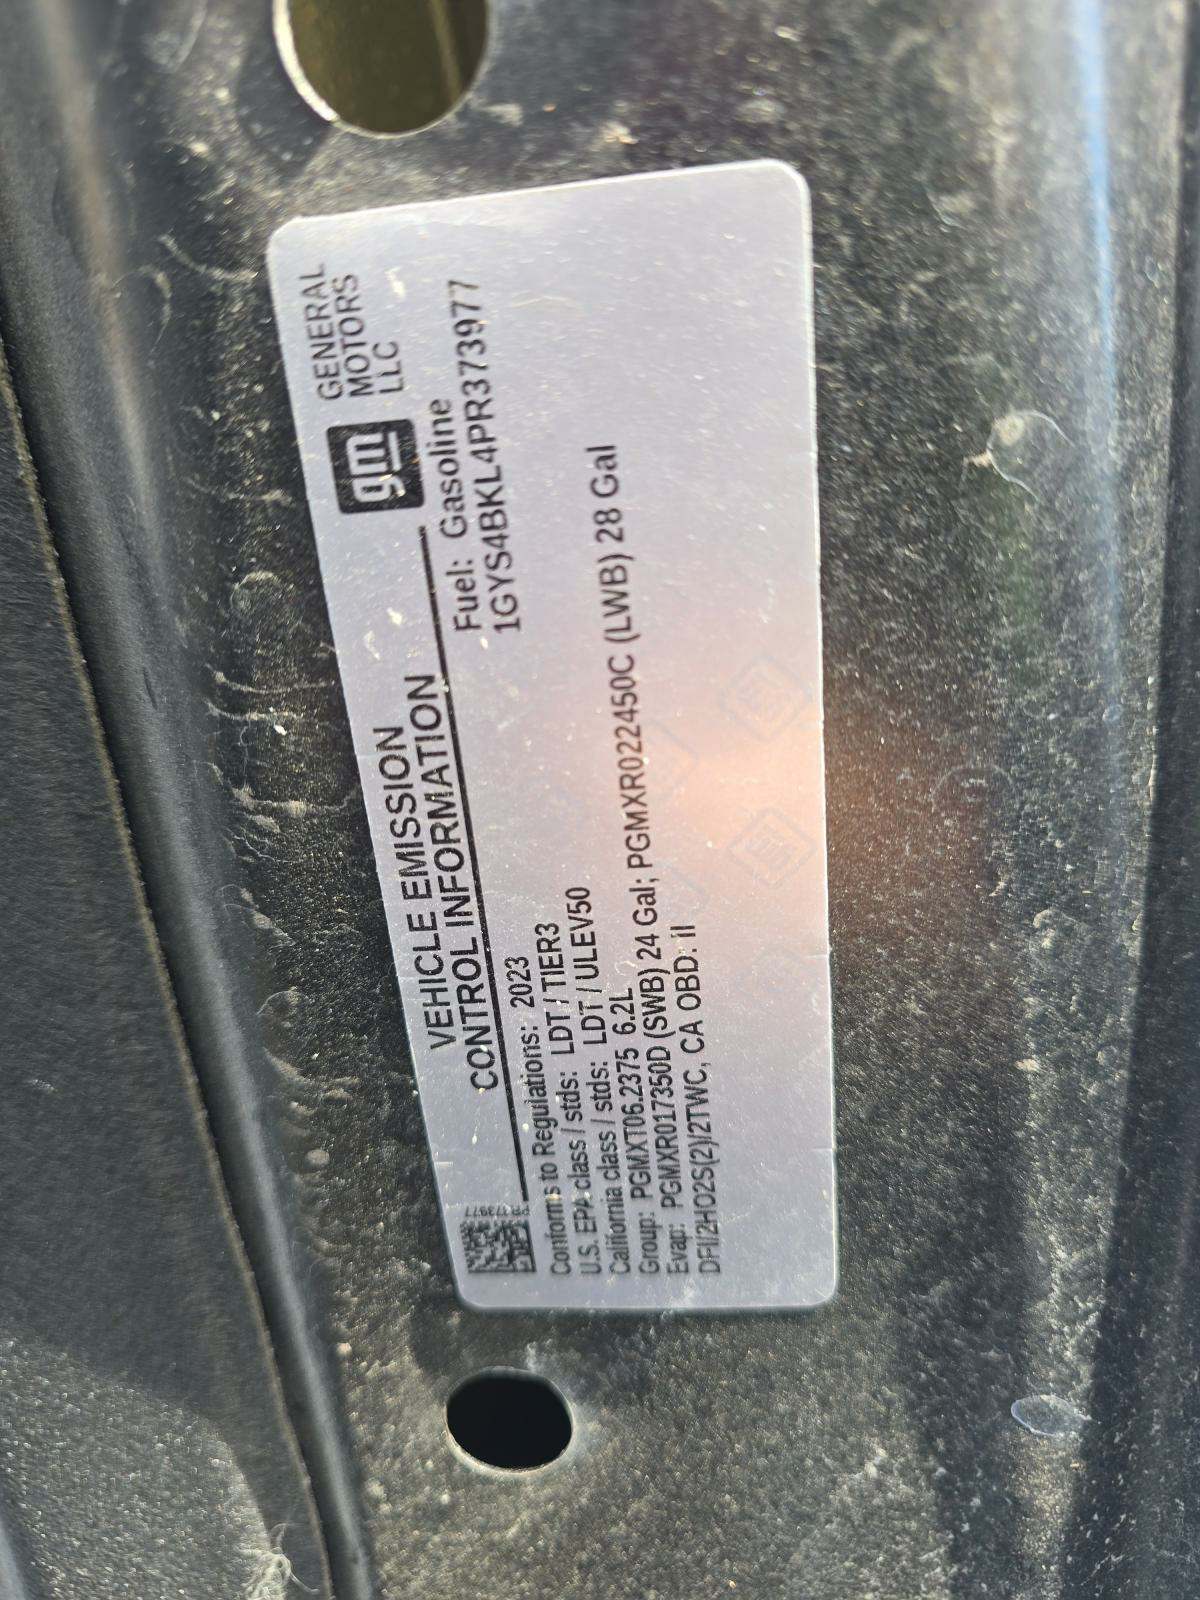 VEHICLE EMISSION
CONTROL INFORMATION
gm
GENERAL
MOTORS
LLC
Conforms to Regulations: 2023
Fuel: Gasoline
U.S. EPA class / stds: LDT / TIER3
1GYS4BKL4PR373977
California class / stds: LDT / ULEV50
Group: PGMXT06.2375 6.2L
Evap: PGMXR017350D (SWB) 24 Gal; PGMXR022450C (LWB) 28 Gal
DFI/2HO2S(2)/2TWC, CA OBD: II